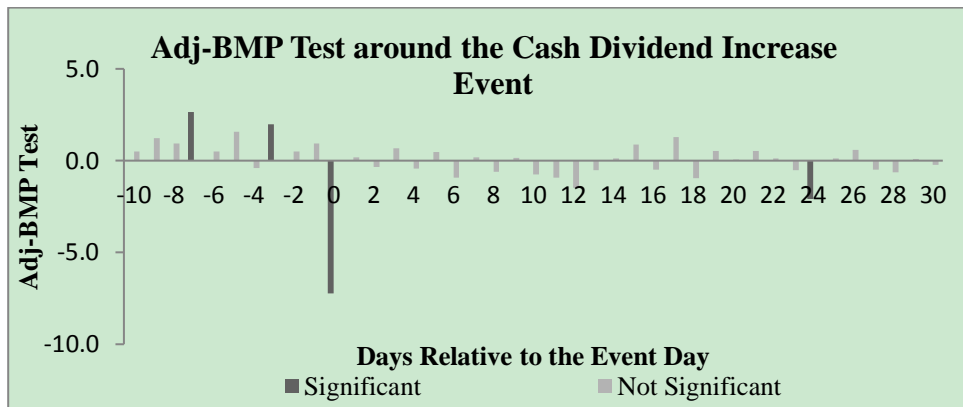 Adj-BMP Test around the Cash Dividend Increase
Event
Adj-BMP Test
5.0
0.0
-5.0
-10.0
-10 -8 -6 -4 -2 0 2 4 6 8 10 12 14 16 18 20 22 24 26 28 30
Days Relative to the Event Day
Significant Not Significant